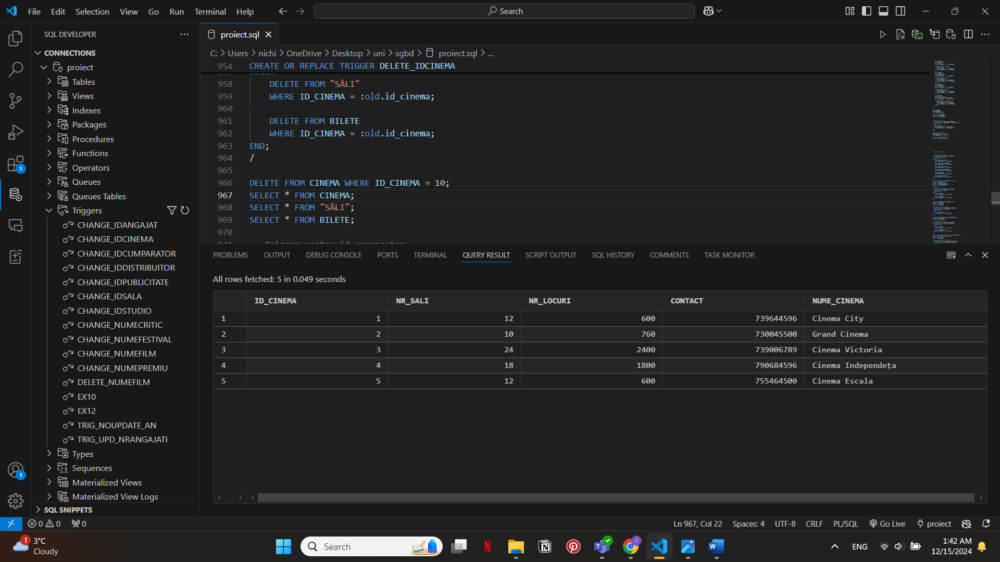 File Edit Selection View Go Run Terminal Help
Search
SQL DEVELOPER
CONNECTIONS
proiect
Tables
Views
Indexes
Packages
Procedures
Functions
Operators
Queues
Queues Tables
Triggers
CHANGE_IDANGAJAT
CHANGE_IDCINEMA
CHANGE_IDCUMPARATOR
CHANGE_IDDISTRIBUITOR
CHANGE_IDPUBLICITATE
CHANGE_IDSALA
CHANGE_IDSTUDIO
CHANGE_NUMECRITIC
CHANGE_NUMEFESTIVAL
CHANGE_NUMEFILM
CHANGE_NUMEPREMIU
DELETE_NUMEFILM
EX10
EX12
TRIG_NOUPDATE_AN
TRIG_UPD_NRANGAJATI
Types
Sequences
Materialized Views
Materialized View Logs
SQL SNIPPETS
1
1
proiect.sql
C: > Users > nichi > OneDrive > Desktop > uni > sgbd > proiect.sql > ...
954 CREATE OR REPLACE TRIGGER DELETE_IDCINEMA
957 BEGIN
958 DELETE FROM "SĂLI"
959 WHERE ID_CINEMA = :old.id_cinema;
960
961 DELETE FROM BILETE
962 WHERE ID_CINEMA = :old.id_cinema;
963 END;
964 /
965
966 DELETE FROM CINEMA WHERE ID_CINEMA = 10;
967 SELECT * FROM CINEMA;
968 SELECT * FROM "SĂLI";
969 SELECT * FROM BILETE;
970
PROBLEMS OUTPUT DEBUG CONSOLE PORTS TERMINAL QUERY RESULT SCRIPT OUTPUT SQL HISTORY COMMENTS TASK MONITOR
All rows fetched: 5 in 0.049 seconds
ID_CINEMA NR_SALI NR_LOCURI CONTACT NUME_CINEMA
1 1 12 600 739644596 Cinema City
2 2 10 760 730045500 Grand Cinema
3 3 24 2400 739006789 Cinema Victoria
4 4 18 1800 790684596 Cinema Independeța
5 5 12 600 755464500 Cinema Escala
0 0 0 Ln 967, Col 22 Spaces: 4 UTF-8 CRLF PL/SQL Go Live proiect
1 3°C
Cloudy
Search
ENG
1:42 AM
12/15/2024